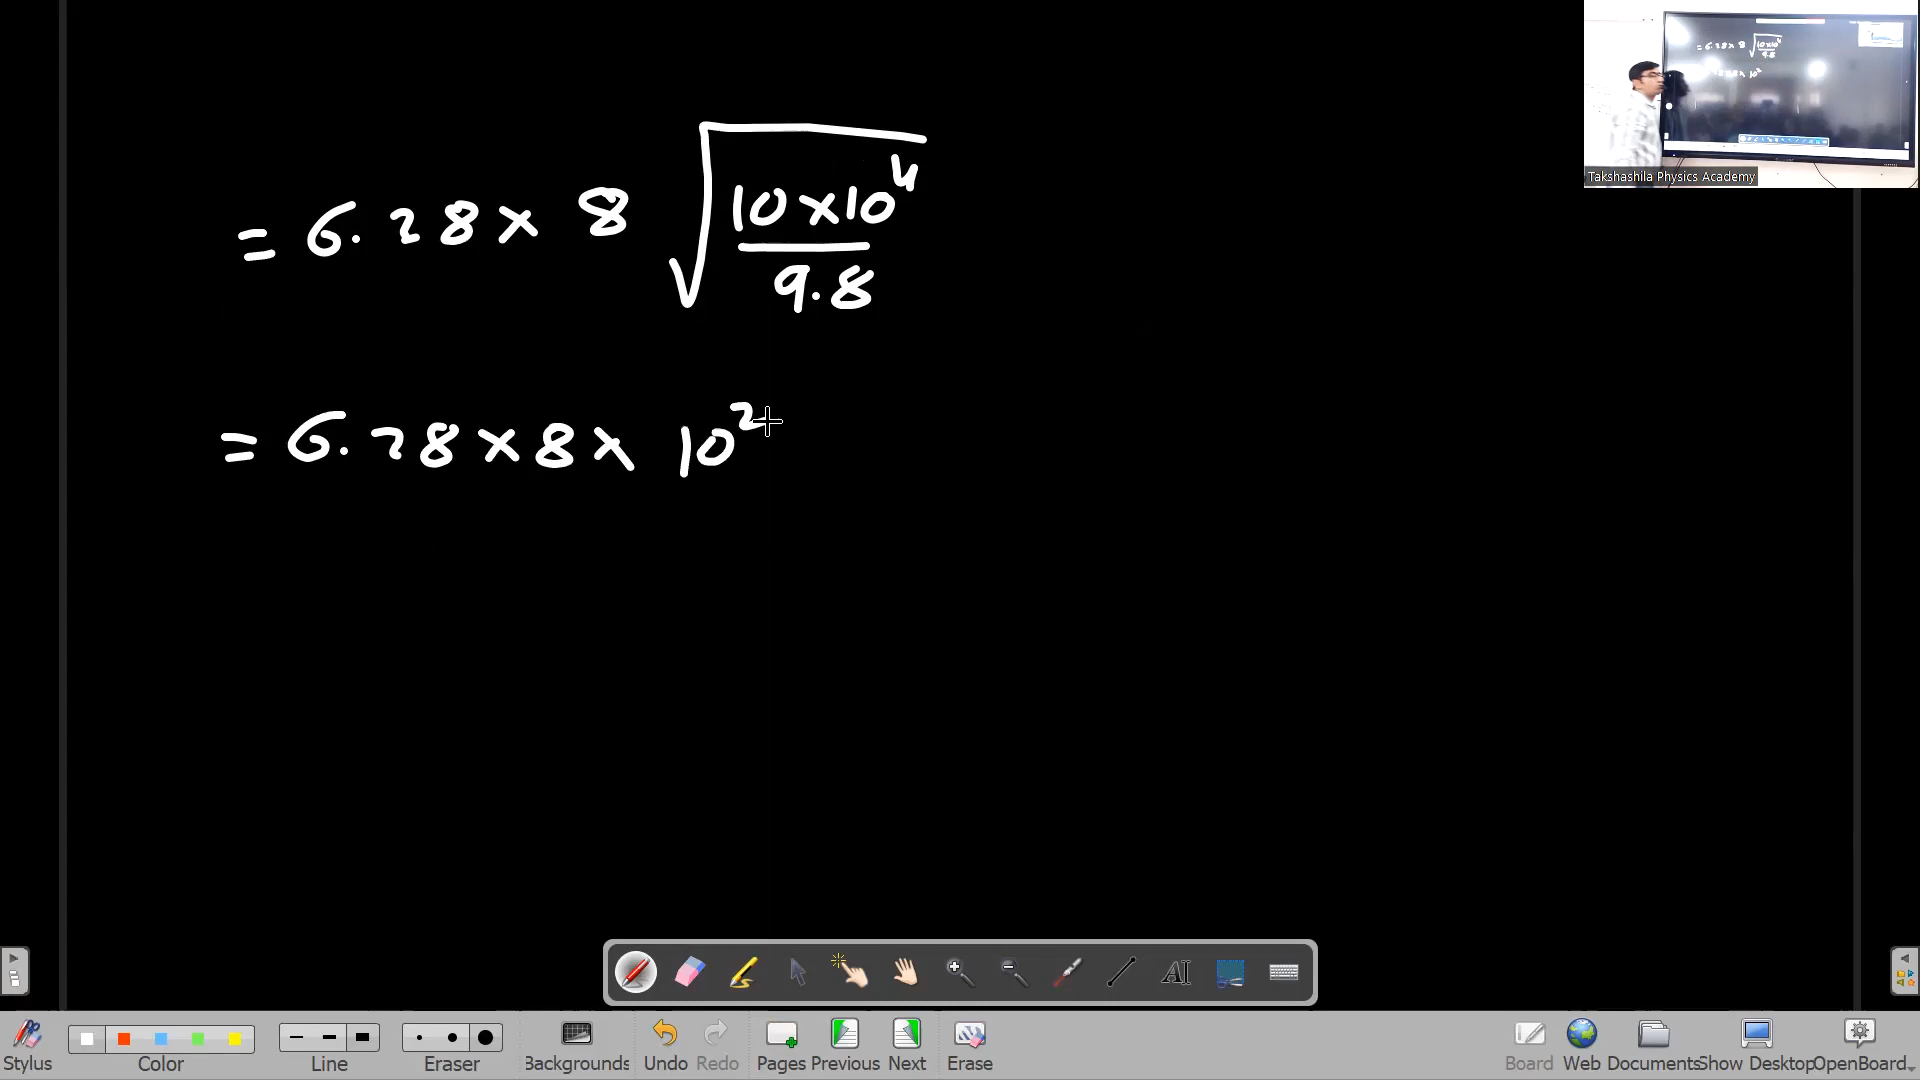 Takshashila Physics Academy
= 6.28 × 8 √(10×10⁴ / 9.8)
= 6.28 × 8 × 10²
Stylus Color Line Eraser Backgrounds Undo Redo Pages Previous Next Erase Board Web Documents Show Desktop OpenBoard